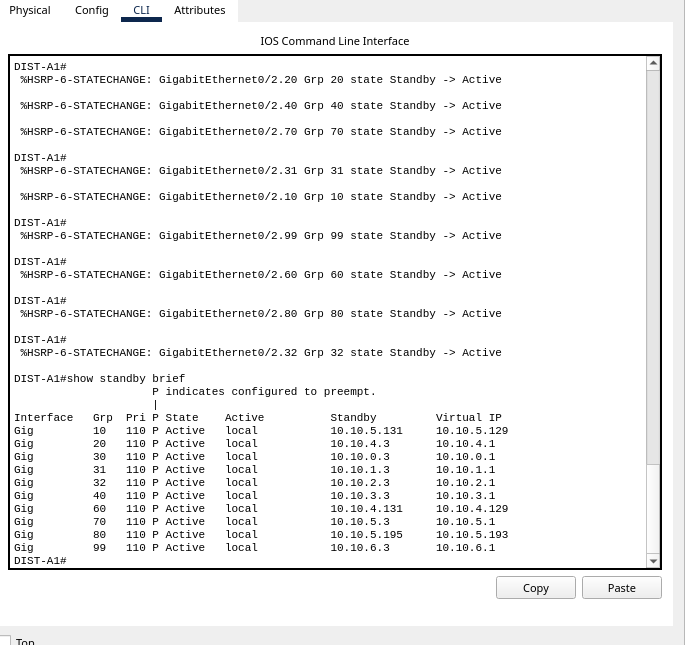 Physical Config CLI Attributes
IOS Command Line Interface
DIST-A1#
%HSRP-6-STATECHANGE: GigabitEthernet0/2.20 Grp 20 state Standby -> Active
%HSRP-6-STATECHANGE: GigabitEthernet0/2.40 Grp 40 state Standby -> Active
%HSRP-6-STATECHANGE: GigabitEthernet0/2.70 Grp 70 state Standby -> Active
DIST-A1#
%HSRP-6-STATECHANGE: GigabitEthernet0/2.31 Grp 31 state Standby -> Active
%HSRP-6-STATECHANGE: GigabitEthernet0/2.10 Grp 10 state Standby -> Active
DIST-A1#
%HSRP-6-STATECHANGE: GigabitEthernet0/2.99 Grp 99 state Standby -> Active
DIST-A1#
%HSRP-6-STATECHANGE: GigabitEthernet0/2.60 Grp 60 state Standby -> Active
DIST-A1#
%HSRP-6-STATECHANGE: GigabitEthernet0/2.80 Grp 80 state Standby -> Active
DIST-A1#
%HSRP-6-STATECHANGE: GigabitEthernet0/2.32 Grp 32 state Standby -> Active
DIST-A1#show standby brief
P indicates configured to preempt.
|
Interface Grp Pri P State Active Standby Virtual IP
Gig 10 110 P Active local 10.10.5.131 10.10.5.129
Gig 20 110 P Active local 10.10.4.3 10.10.4.1
Gig 30 110 P Active local 10.10.0.3 10.10.0.1
Gig 31 110 P Active local 10.10.1.3 10.10.1.1
Gig 32 110 P Active local 10.10.2.3 10.10.2.1
Gig 40 110 P Active local 10.10.3.3 10.10.3.1
Gig 60 110 P Active local 10.10.4.131 10.10.4.129
Gig 70 110 P Active local 10.10.5.3 10.10.5.1
Gig 80 110 P Active local 10.10.5.195 10.10.5.193
Gig 99 110 P Active local 10.10.6.3 10.10.6.1
DIST-A1#
Copy Paste
Top